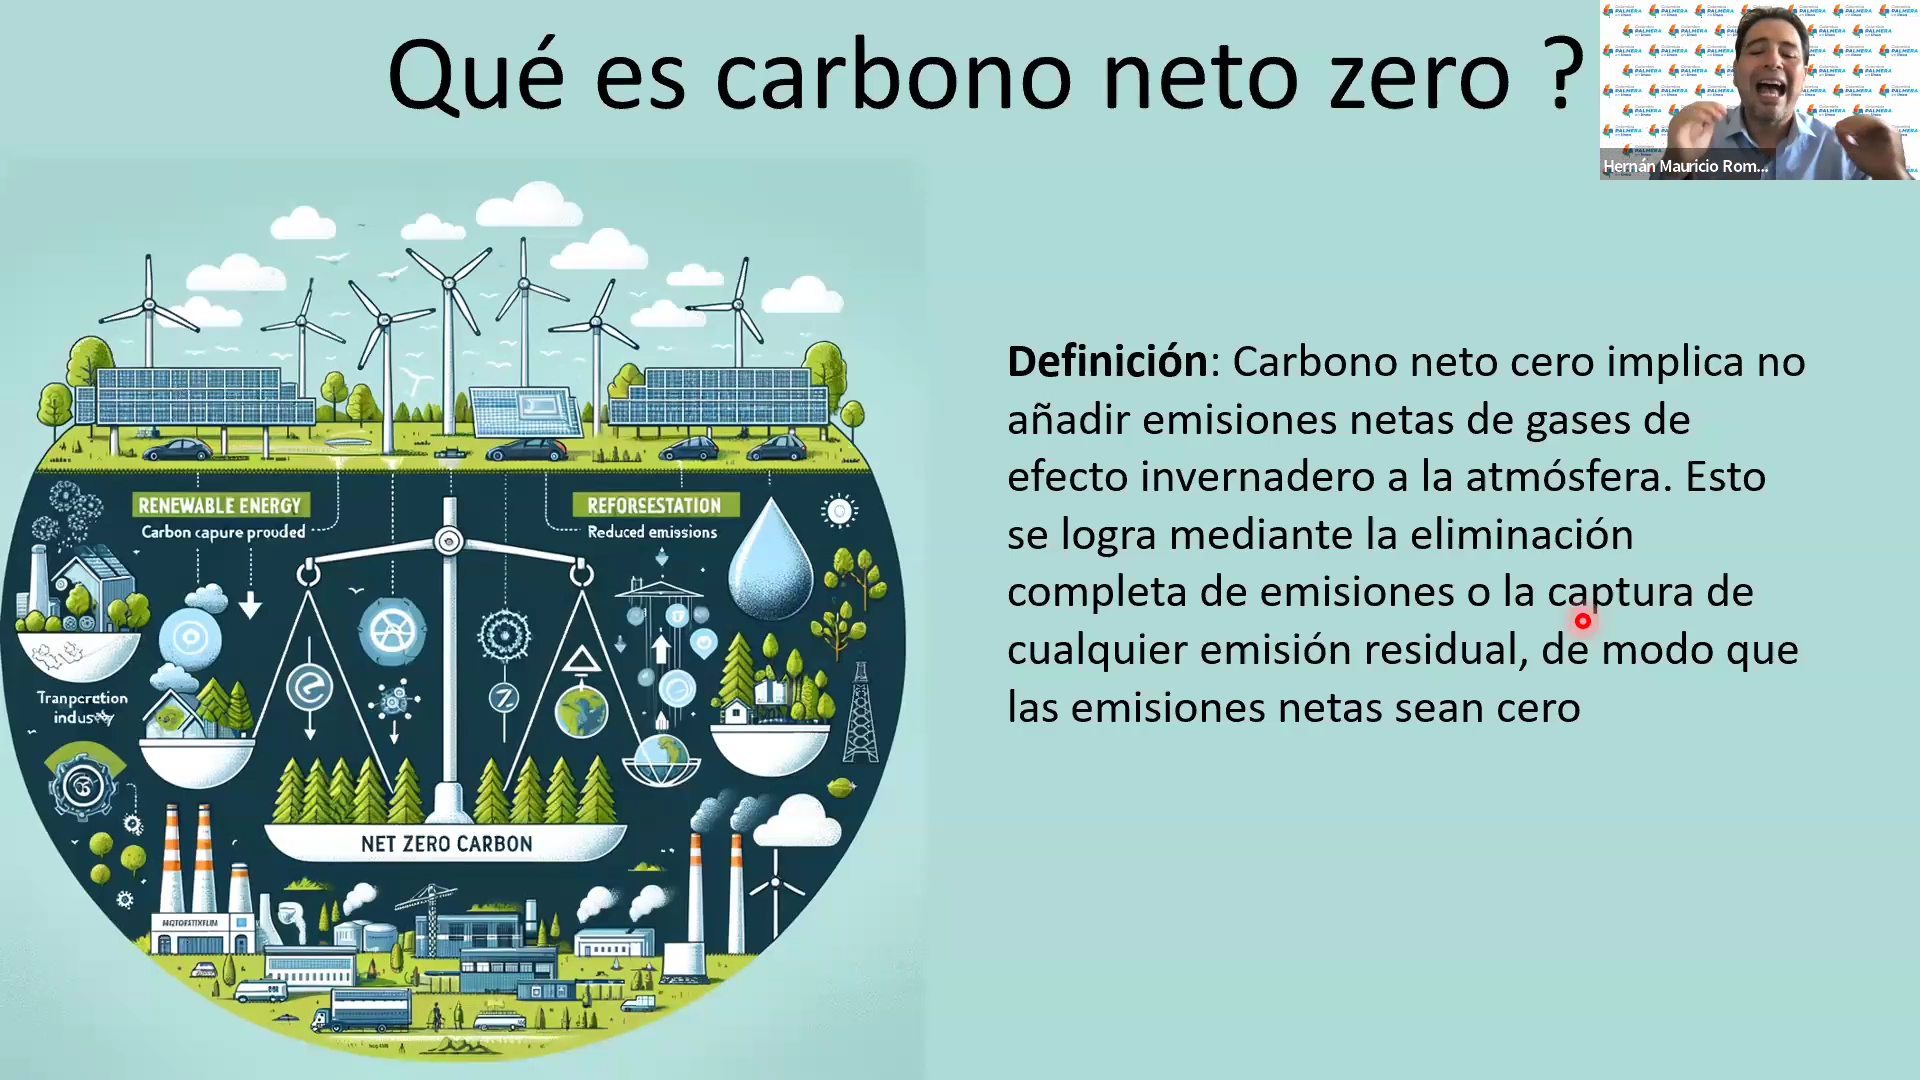 Qué es carbono neto zero ?
Hernán Mauricio Rom...
Definición: Carbono neto cero implica no
añadir emisiones netas de gases de
efecto invernadero a la atmósfera. Esto
se logra mediante la eliminación
completa de emisiones o la captura de
cualquier emisión residual, de modo que
las emisiones netas sean cero
RENEWABLE ENERGY
Carbon capure prouded
REFORSESTATION
Reduced emissions
Tranpcretion
NET ZERO CARBON